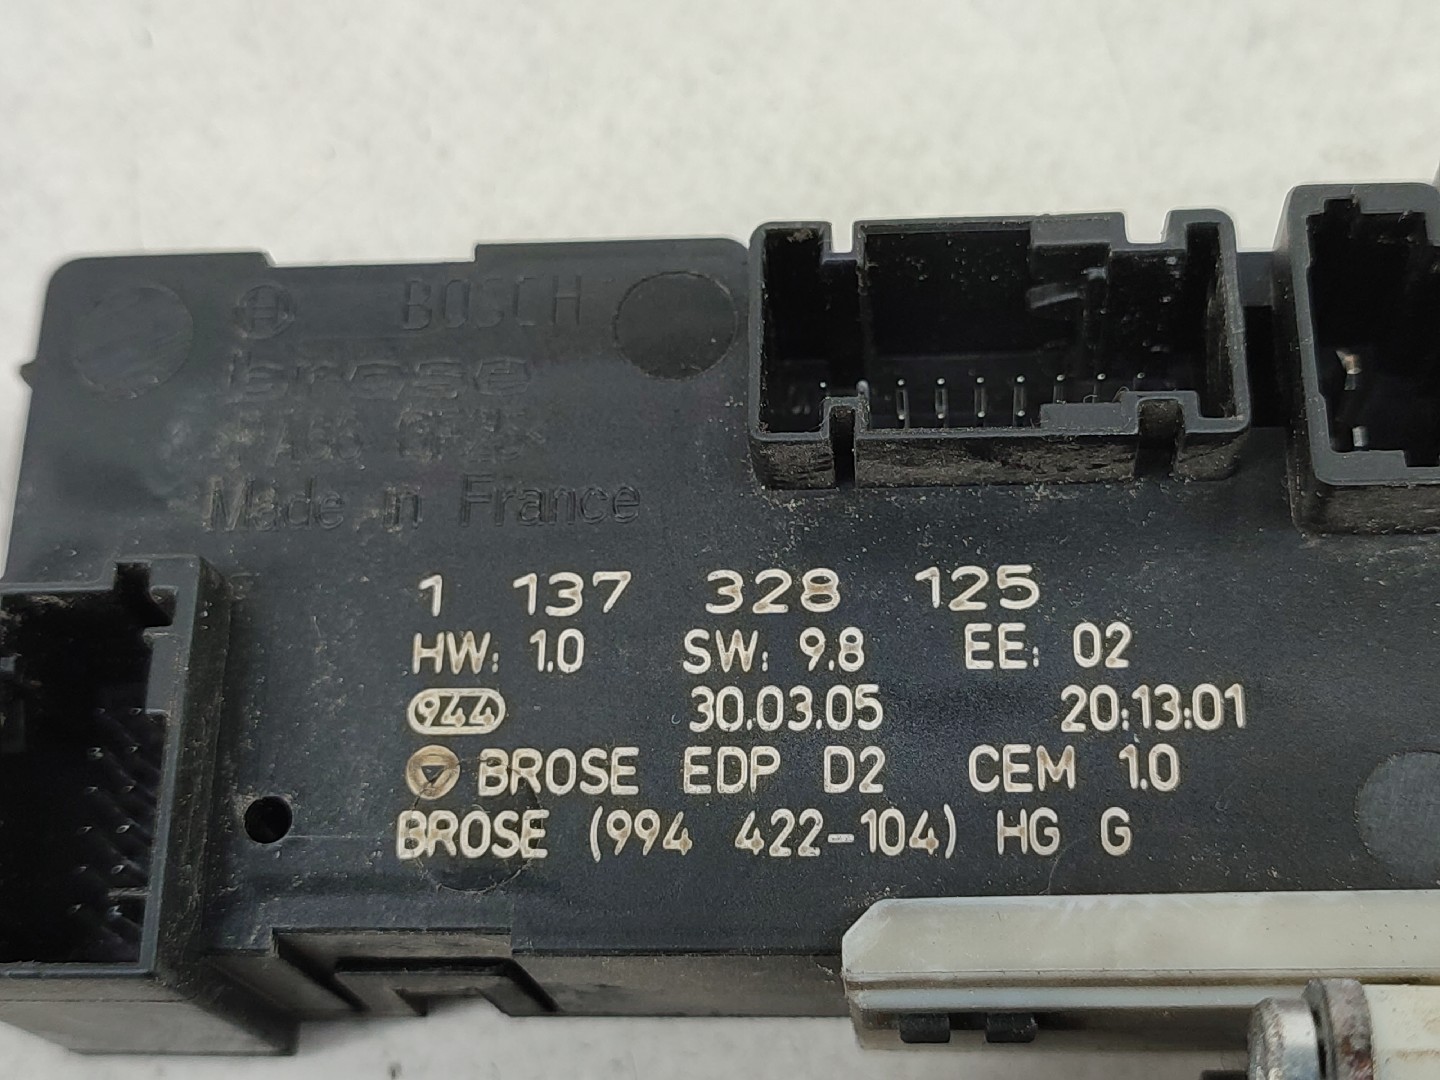 BOSCH
brose
Made in France
1 137 328 125
HW: 1.0 SW: 9.8 EE: 02
944 30.03.05 20:13:01
BROSE EDP D2 CEM 1.0
BROSE (994 422-104) HG G